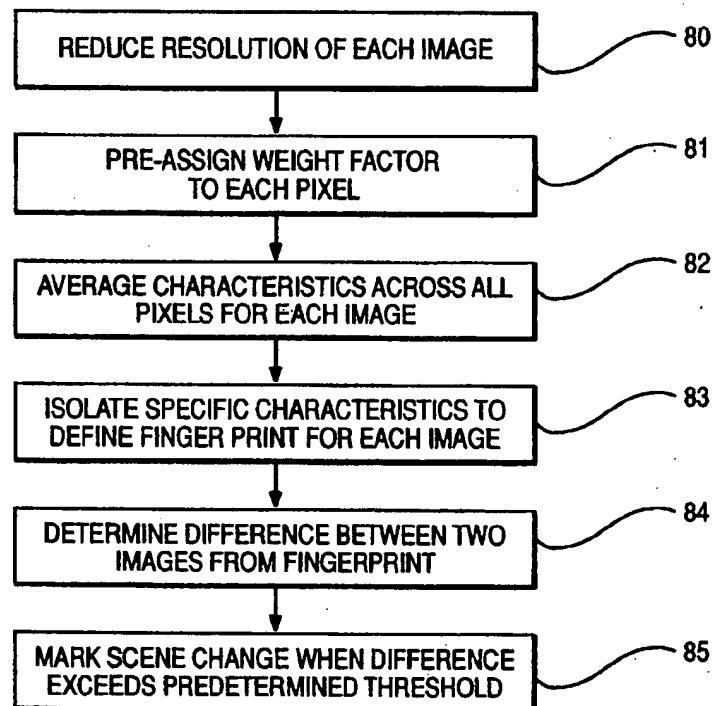 REDUCE RESOLUTION OF EACH IMAGE
80
PRE-ASSIGN WEIGHT FACTOR
TO EACH PIXEL
81
AVERAGE CHARACTERISTICS ACROSS ALL
PIXELS FOR EACH IMAGE
82
ISOLATE SPECIFIC CHARACTERISTICS TO
DEFINE FINGER PRINT FOR EACH IMAGE
83
DETERMINE DIFFERENCE BETWEEN TWO
IMAGES FROM FINGERPRINT
84
MARK SCENE CHANGE WHEN DIFFERENCE
EXCEEDS PREDETERMINED THRESHOLD
85